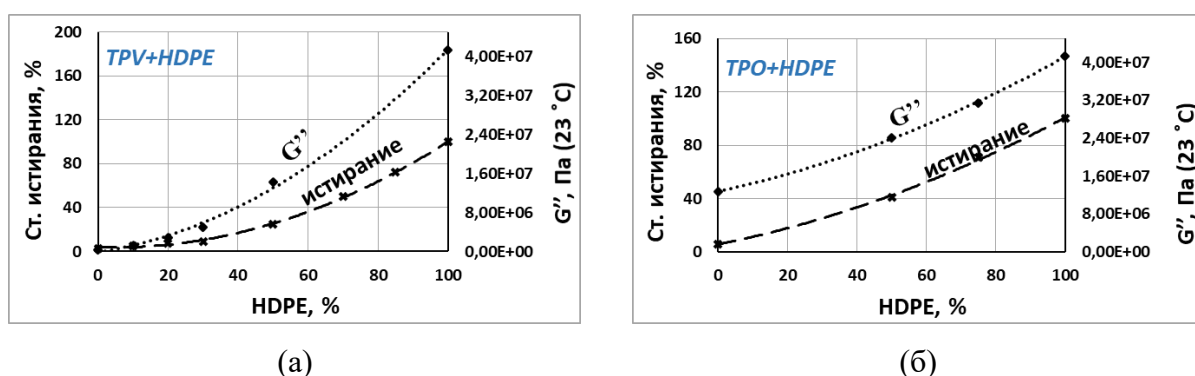 TPV+HDPE
Ст. истирания, %
200
160
120
80
40
0
0 20 40 60 80 100
HDPE, %
G’’
истирание
4,00E+07
3,20E+07
2,40E+07
1,60E+07
8,00E+06
0,00E+00
G’’, Па (23 ˚C)
(а)
TPO+HDPE
Ст. истирания, %
160
120
80
40
0
0 20 40 60 80 100
HDPE, %
G’’
истирание
4,00E+07
3,20E+07
2,40E+07
1,60E+07
8,00E+06
0,00E+00
G’’, Па (23 ˚C)
(б)